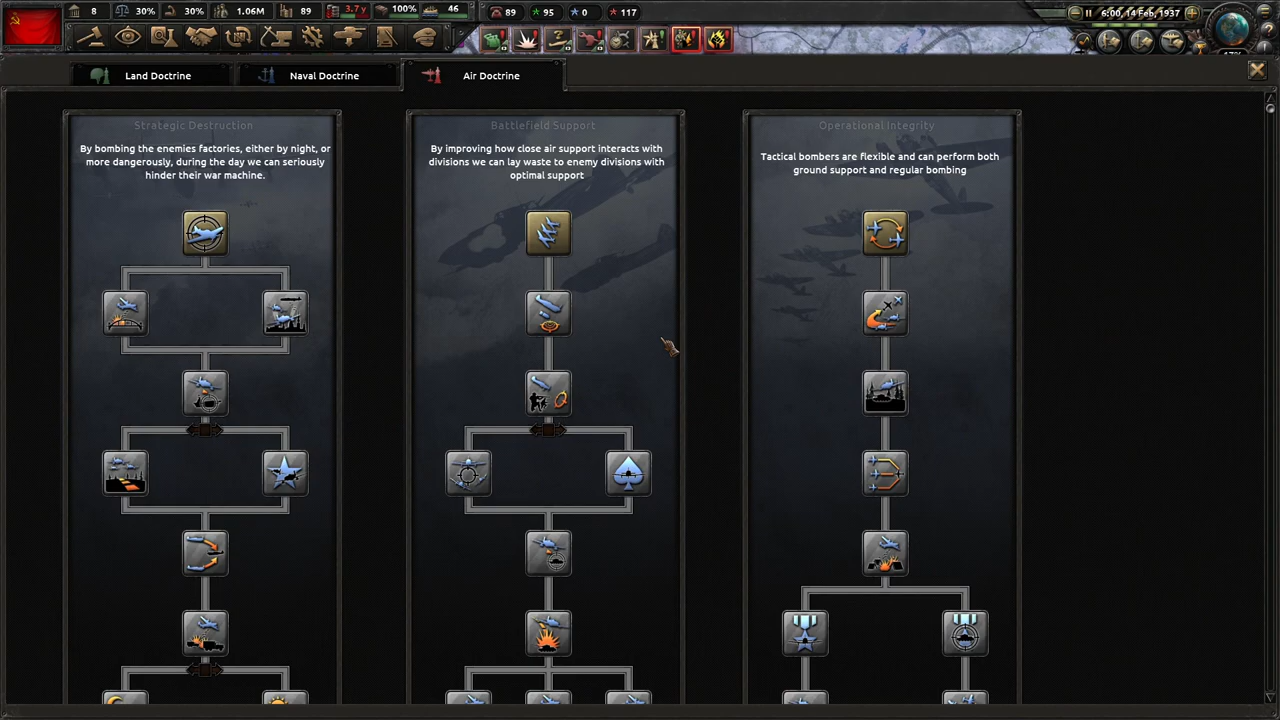 8 30% 30% 1.06M 89 3.7y 100% 46 89 95 0 117 6:00, 14 Feb, 1937
Land Doctrine Naval Doctrine Air Doctrine
Strategic Destruction
By bombing the enemies factories, either by night, or
more dangerously, during the day we can seriously
hinder their war machine.
Battlefield Support
By improving how close air support interacts with
divisions we can lay waste to enemy divisions with
optimal support
Operational Integrity
Tactical bombers are flexible and can perform both
ground support and regular bombing